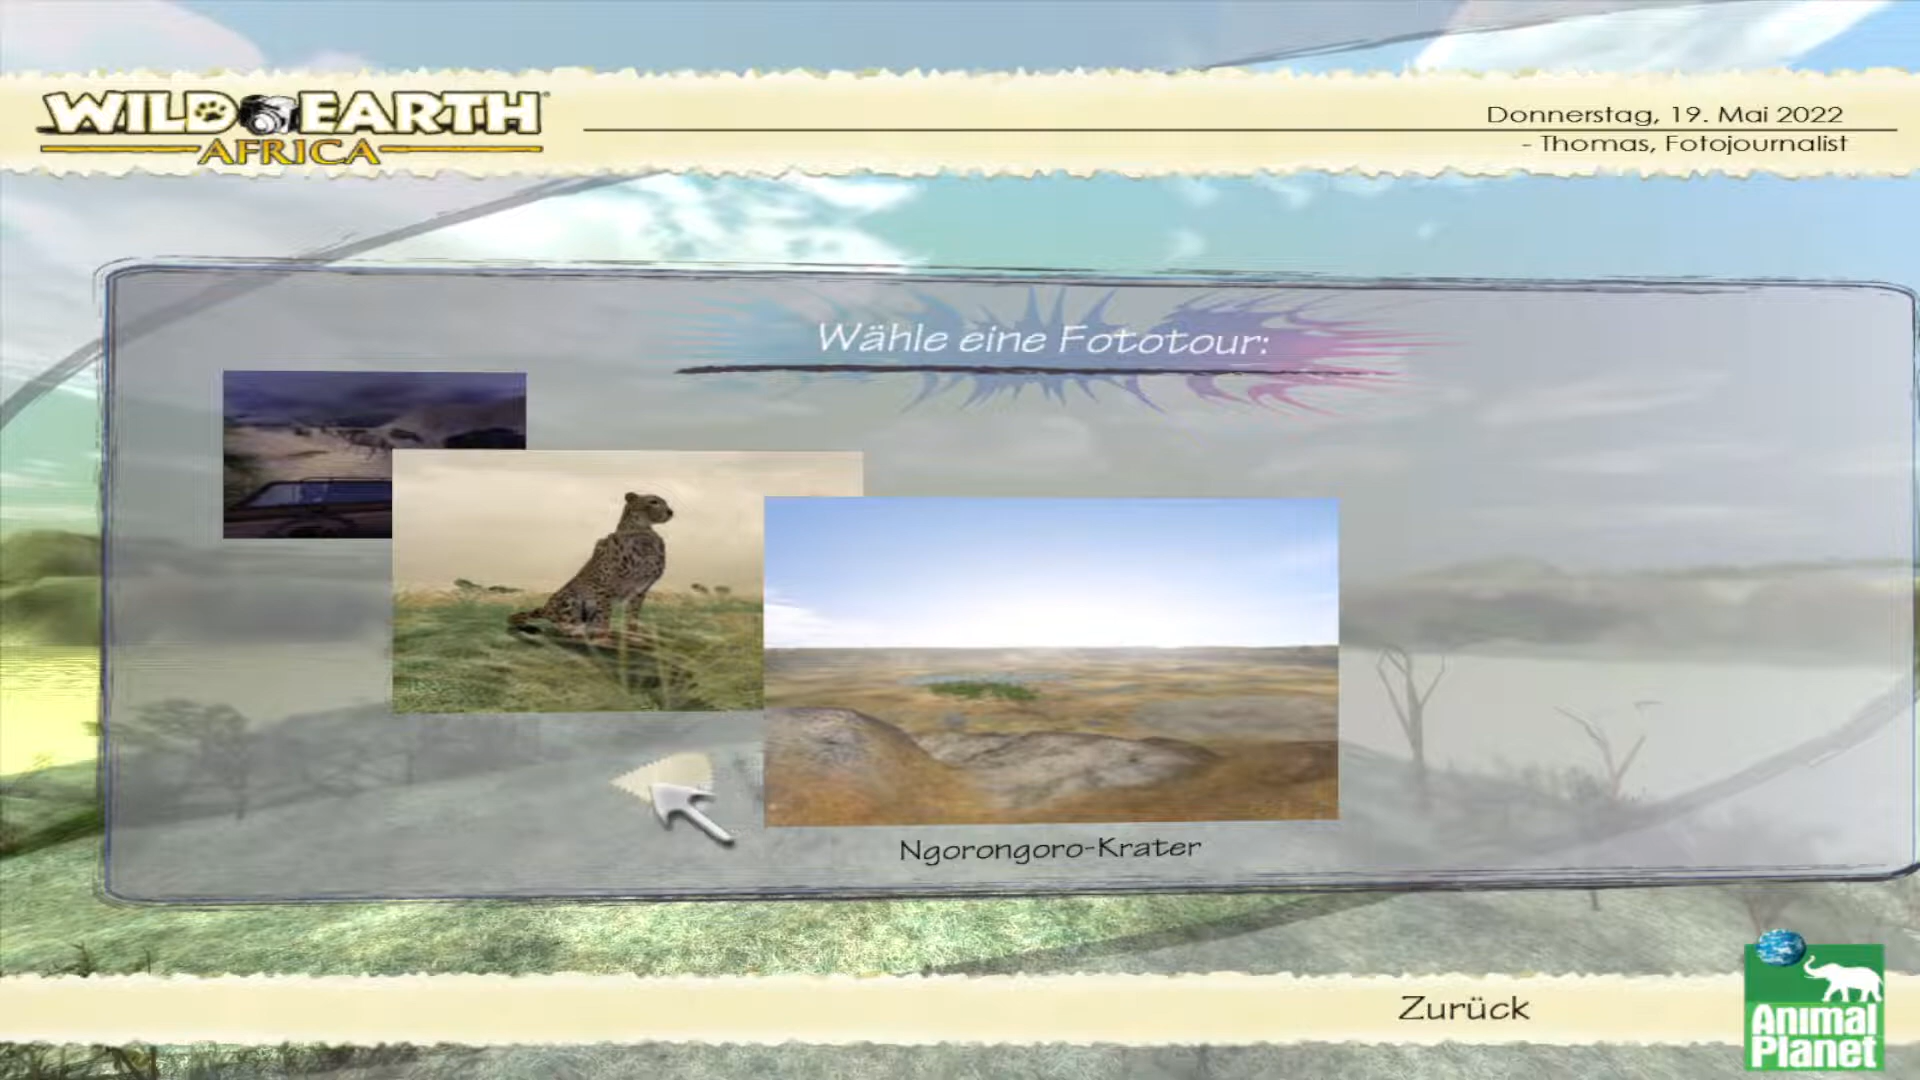 WILD EARTH
AFRICA
Donnerstag, 19. Mai 2022
- Thomas, Fotojournalist
Wähle eine Fototour:
Ngorongoro-Krater
Zurück
Animal
Planet